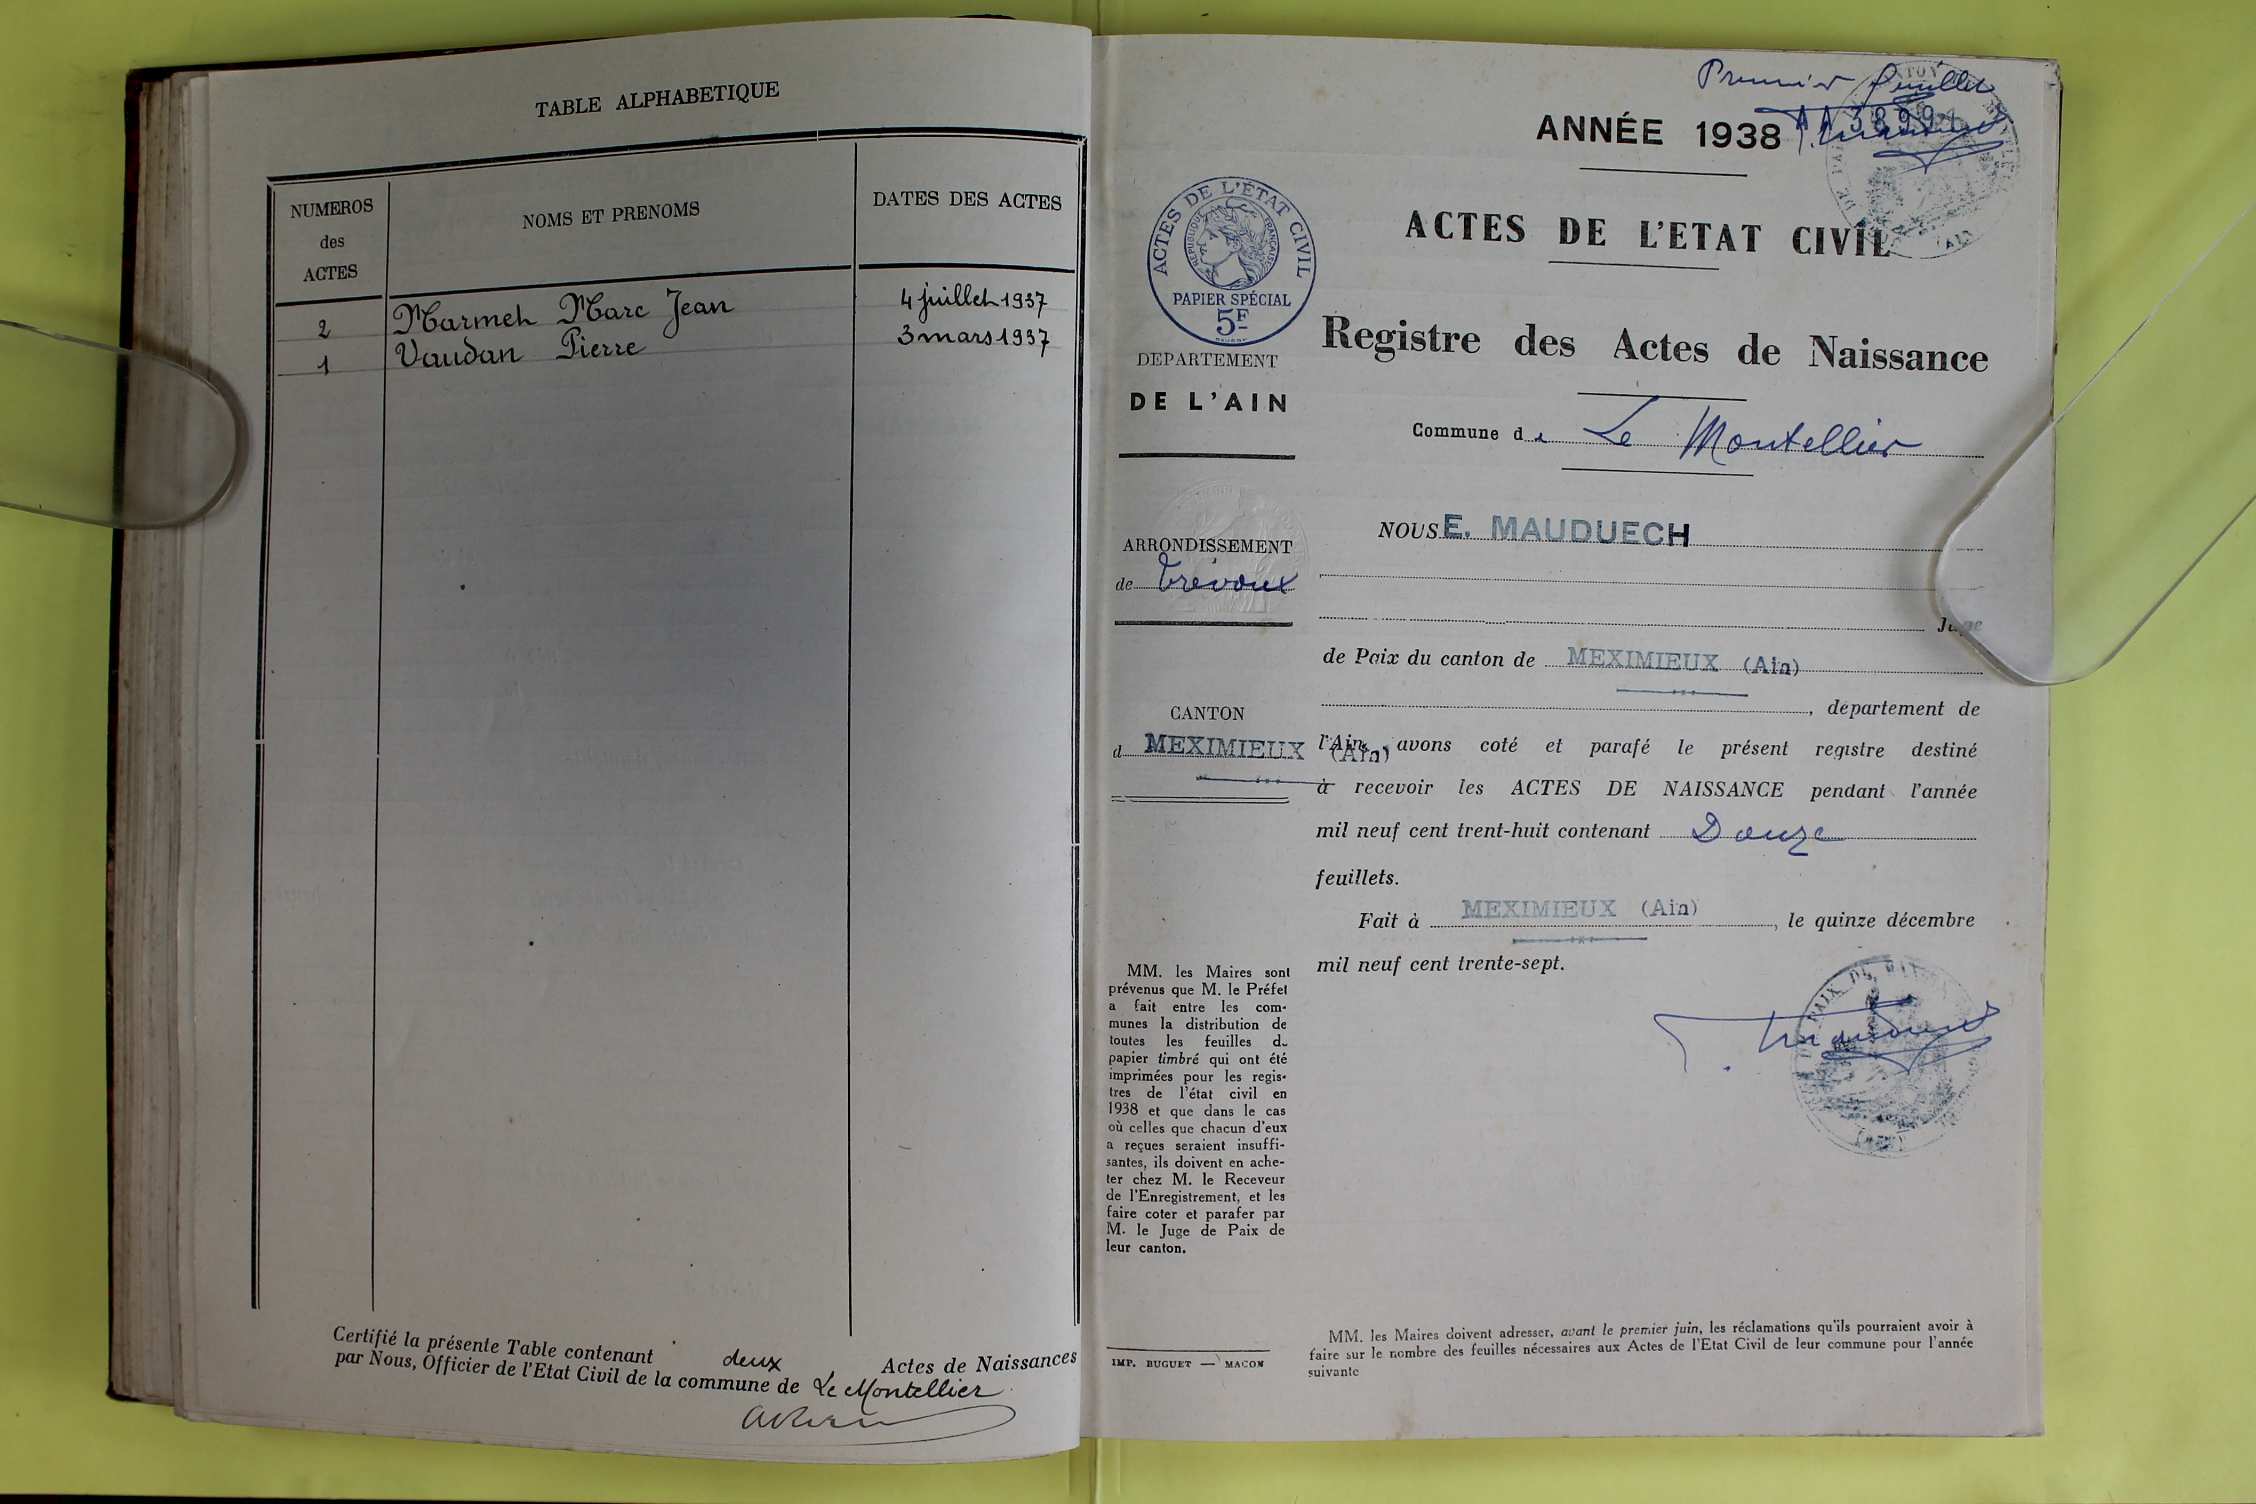 TABLE ALPHABETIQUE
NUMEROS
des
ACTES
NOMS ET PRENOMS
DATES DES ACTES
2 Marmet Marc Jean 4 juillet 1937
1 Vaudan Pierre 3 mars 1937
Certifié la présente Table contenant deux Actes de Naissances
par Nous, Officier de l'Etat Civil de la commune de Le Montellier
Premier feuillet
ANNÉE 1938
ACTES DE L'ETAT CIVIL
Registre des Actes de Naissance
Commune de Le Montellier
ACTES DE L'ÉTAT CIVIL
REPUBLIQUE FRANÇAISE
PAPIER SPÉCIAL
5F
DEPARTEMENT
DE L'AIN
ARRONDISSEMENT
de Trévoux
CANTON
d MEXIMIEUX (Ain)
MM. les Maires sont
prévenus que M. le Préfet
a fait entre les com-
munes la distribution de
toutes les feuilles de
papier timbré qui ont été
imprimées pour les regis-
tres de l'état civil en
1938 et que dans le cas
où celles que chacun d'eux
a reçues seraient insuffi-
santes, ils doivent en ache-
ter chez M. le Receveur
de l'Enregistrement, et les
faire coter et parafer par
M. le Juge de Paix de
leur canton.
IMP. BUGUET — MACON
NOUS E. MAUDUECH
Juge
de Paix du canton de MEXIMIEUX (Ain)
, département de
l'Ain, avons coté et parafé le présent registre destiné
à recevoir les ACTES DE NAISSANCE pendant l'année
mil neuf cent trent-huit contenant Douze
feuillets.
Fait à MEXIMIEUX (Ain), le quinze décembre
mil neuf cent trente-sept.
MM. les Maires doivent adresser, avant le premier juin, les réclamations qu'ils pourraient avoir à
faire sur le nombre des feuilles nécessaires aux Actes de l'Etat Civil de leur commune pour l'année
suivante